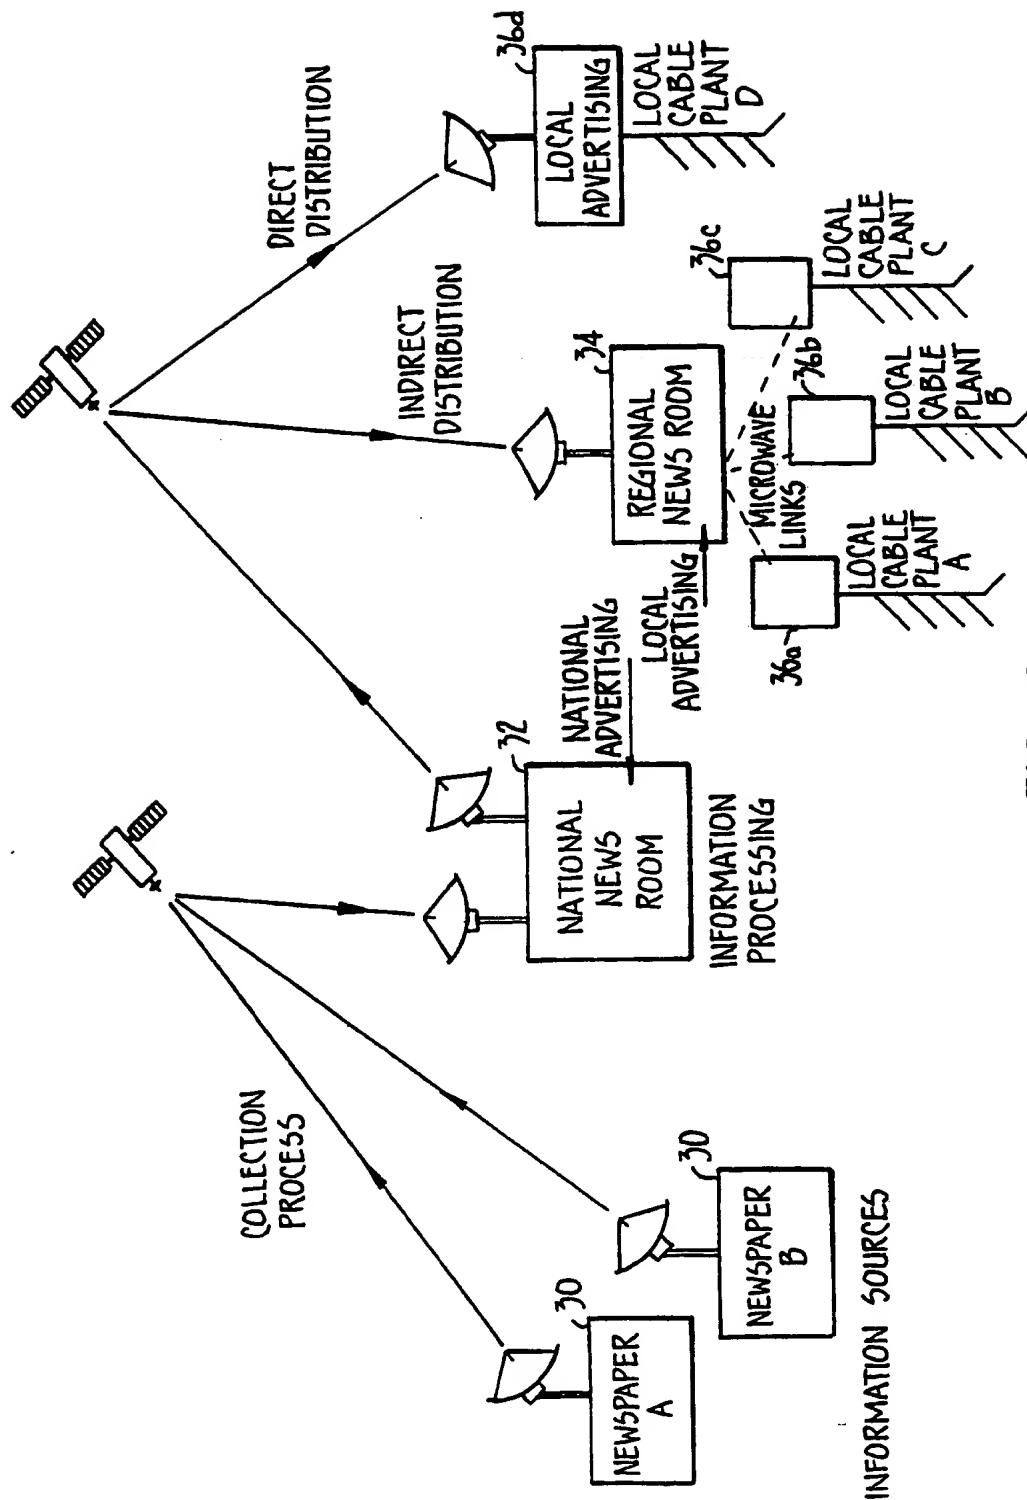 COLLECTION
PROCESS
DIRECT
DISTRIBUTION
INDIRECT
DISTRIBUTION
30
NEWSPAPER
A
30
NEWSPAPER
B
INFORMATION SOURCES
32
NATIONAL
NEWS
ROOM
INFORMATION
PROCESSING
NATIONAL
ADVERTISING
LOCAL
ADVERTISING
34
REGIONAL
NEWS ROOM
MICROWAVE
LINKS
36a
LOCAL
CABLE
PLANT
A
36b
LOCAL
CABLE
PLANT
B
36c
LOCAL
CABLE
PLANT
C
36d
LOCAL
ADVERTISING
LOCAL
CABLE
PLANT
D